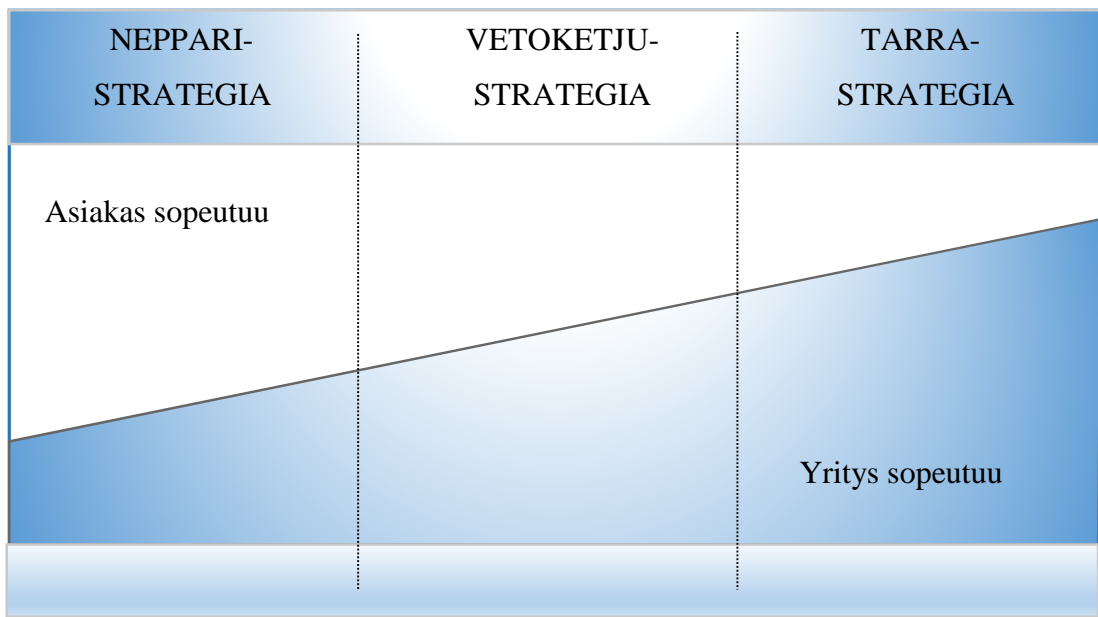 NEPPARI-
STRATEGIA
VETOKETJU-
STRATEGIA
TARRA-
STRATEGIA
Asiakas sopeutuu
Yritys sopeutuu